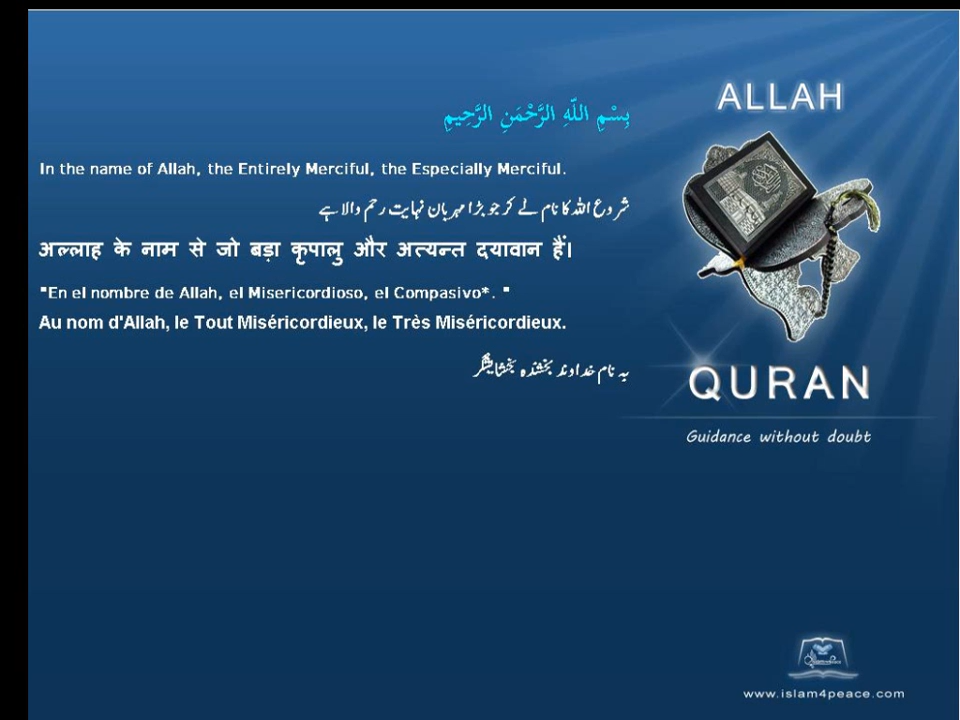 بِسْمِ اللّهِ الرَّحْمَنِ الرَّحِيمِ
In the name of Allah, the Entirely Merciful, the Especially Merciful.
شروع الله کا نام لے کر جو بڑا مہربان نہایت رحم والا ہے
अल्लाह के नाम से जो बड़ा कृपालु और अत्यन्त दयावान हैं।
"En el nombre de Allah, el Misericordioso, el Compasivo*. "
Au nom d'Allah, le Tout Miséricordieux, le Très Miséricordieux.
به نام خداوند بخشنده بخشایشگر
ALLAH
QURAN
Guidance without doubt
www.islam4peace.com